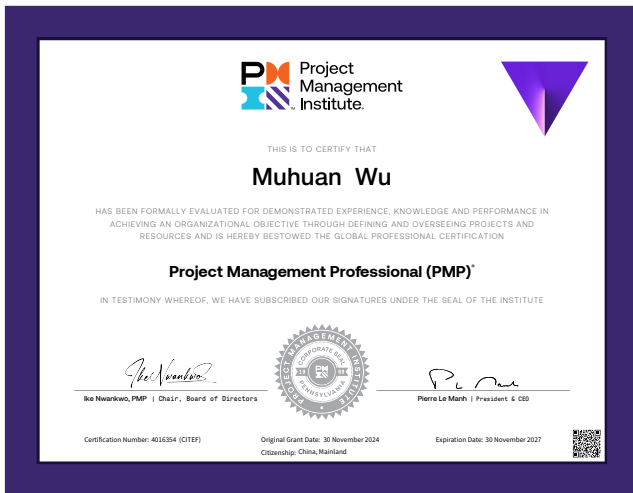 PM
Project
Management
Institute.
THIS IS TO CERTIFY THAT
Muhuan Wu
HAS BEEN FORMALLY EVALUATED FOR DEMONSTRATED EXPERIENCE, KNOWLEDGE AND PERFORMANCE IN
ACHIEVING AN ORGANIZATIONAL OBJECTIVE THROUGH DEFINING AND OVERSEEING PROJECTS AND
RESOURCES AND IS HEREBY BESTOWED THE GLOBAL PROFESSIONAL CERTIFICATION
Project Management Professional (PMP)®
IN TESTIMONY WHEREOF, WE HAVE SUBSCRIBED OUR SIGNATURES UNDER THE SEAL OF THE INSTITUTE
PROJECT MANAGEMENT INSTITUTE
CORPORATE SEAL
PENNSYLVANIA
Ike Nwankwo
Ike Nwankwo, PMP | Chair, Board of Directors
Pierre Le Manh | President & CEO
Certification Number: 4016354 (CITEF)
Original Grant Date: 30 November 2024
Expiration Date: 30 November 2027
Citizenship: China, Mainland